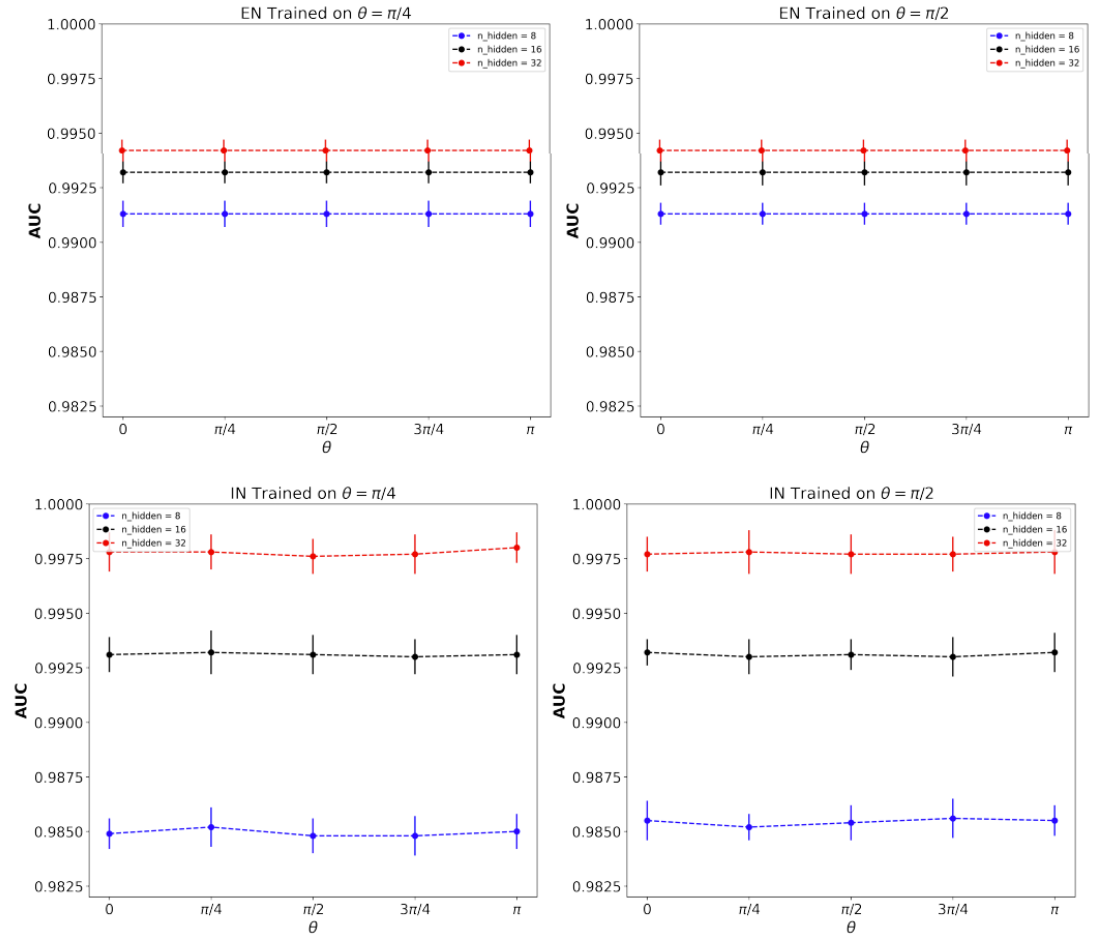 EN Trained on θ = π/4
1.0000
0.9975
0.9950
0.9925
0.9900
0.9875
0.9850
0.9825
AUC
n_hidden = 8
n_hidden = 16
n_hidden = 32
0 π/4 π/2 3π/4 π
θ
EN Trained on θ = π/2
1.0000
0.9975
0.9950
0.9925
0.9900
0.9875
0.9850
0.9825
AUC
n_hidden = 8
n_hidden = 16
n_hidden = 32
0 π/4 π/2 3π/4 π
θ
IN Trained on θ = π/4
1.0000
0.9975
0.9950
0.9925
0.9900
0.9875
0.9850
0.9825
AUC
n_hidden = 8
n_hidden = 16
n_hidden = 32
0 π/4 π/2 3π/4 π
θ
IN Trained on θ = π/2
1.0000
0.9975
0.9950
0.9925
0.9900
0.9875
0.9850
0.9825
AUC
n_hidden = 8
n_hidden = 16
n_hidden = 32
0 π/4 π/2 3π/4 π
θ